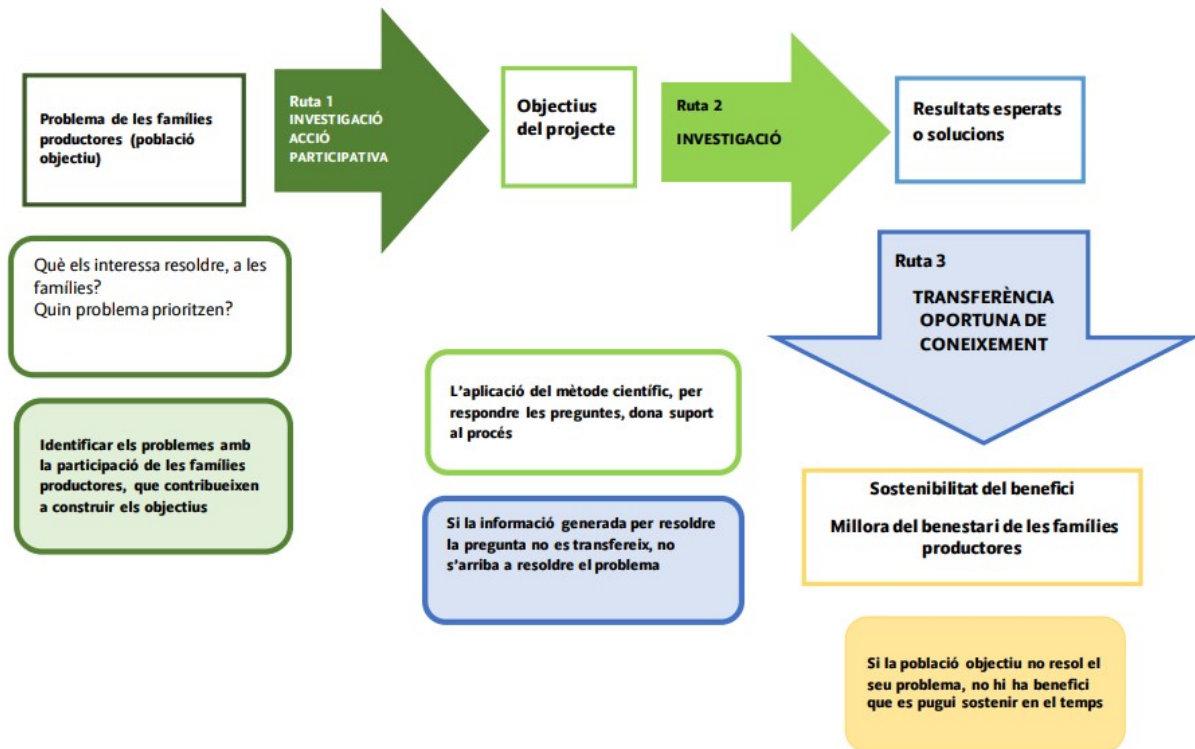 Problema de les famílies
productores (població
objectiu)
Ruta 1
INVESTIGACIÓ
ACCIÓ
PARTICIPATIVA
Objectius
del projecte
Ruta 2
INVESTIGACIÓ
Resultats esperats
o solucions
Què els interessa resoldre, a les
famílies?
Quin problema prioritzen?
Ruta 3
TRANSFERÈNCIA
OPORTUNA DE
CONEIXEMENT
L'aplicació del mètode científic, per
respondre les preguntes, dona suport
al procés
Identificar els problemes amb
la participació de les famílies
productores, que contribueixen
a construir els objectius
Si la informació generada per resoldre
la pregunta no es transfereix, no
s'arriba a resoldre el problema
Sostenibilitat del benefici
Millora del benestari de les famílies
productores
Si la població objectiu no resol el
seu problema, no hi ha benefici
que es pugui sostenir en el temps